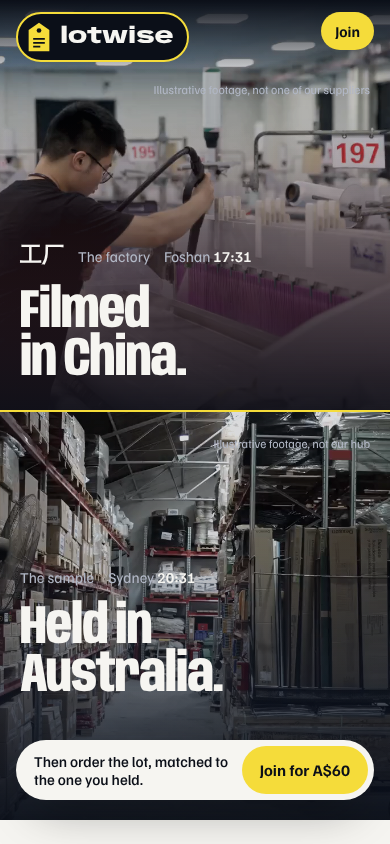 lotwise
Join
Illustrative footage, not one of our suppliers
195
197
工厂 The factory Foshan 17:31
Filmed
in China.
Illustrative footage, not our hub
The sample Sydney 20:31
Held in
Australia.
Then order the lot, matched to
the one you held.
Join for A$60